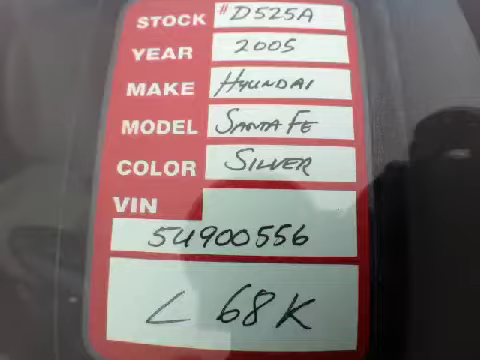 STOCK #D525A
YEAR 2005
MAKE HYUNDAI
MODEL SANTA FE
COLOR SILVER
VIN
5U900556
L 68K